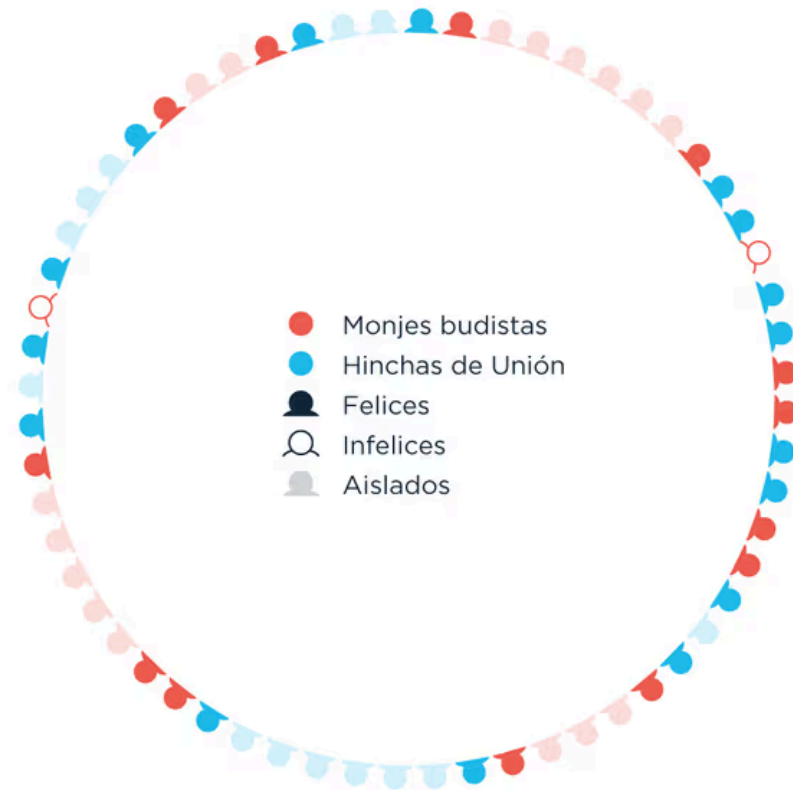 Monjes budistas
Hinchas de Unión
Felices
Infelices
Aislados